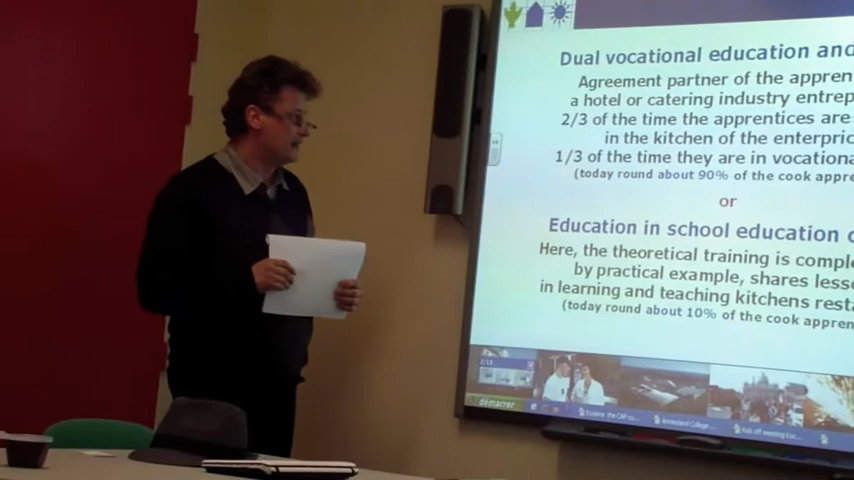 Dual vocational education and
Agreement partner of the appren
a hotel or catering industry entrep
2/3 of the time the apprentices are
in the kitchen of the enterpric
1/3 of the time they are in vocationa
(today round about 90% of the cook appre
or
Education in school education c
Here, the theoretical training is comple
by practical example, shares lesso
in learning and teaching kitchens resta
(today round about 10% of the cook apprent
démarrer